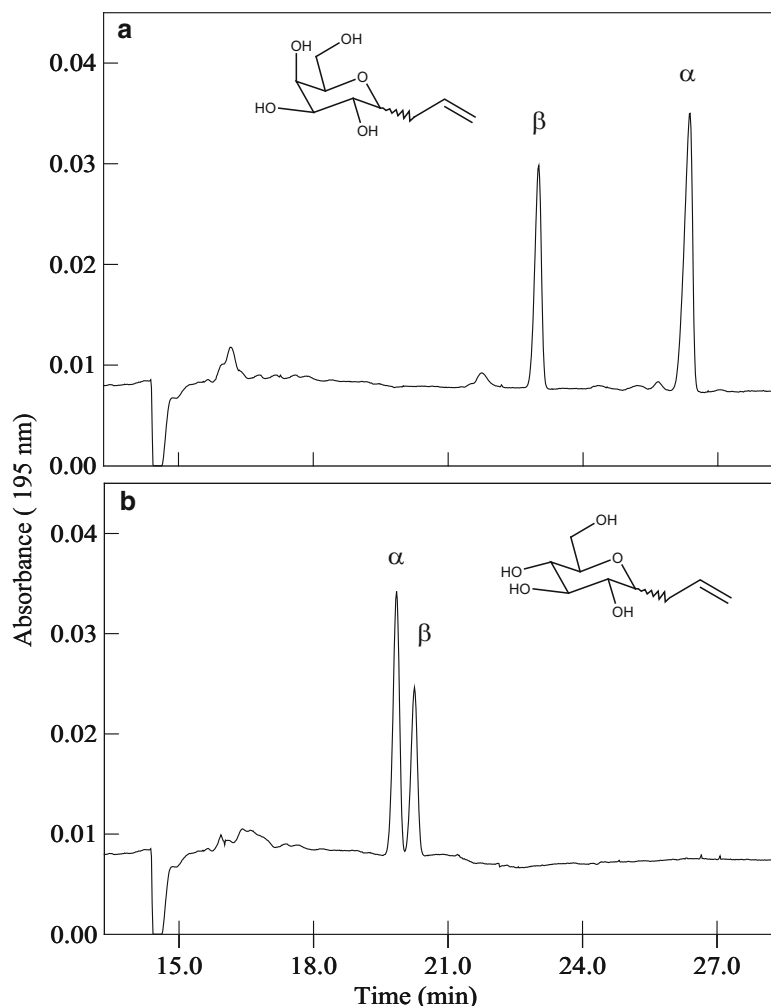 a
OH
OH
O
HO
OH
β
α
0.04
0.03
0.02
0.01
0.00
b
α
β
OH
O
HO
HO
OH
0.04
0.03
0.02
0.01
0.00
15.0 18.0 21.0 24.0 27.0
Time (min)
Absorbance ( 195 nm)